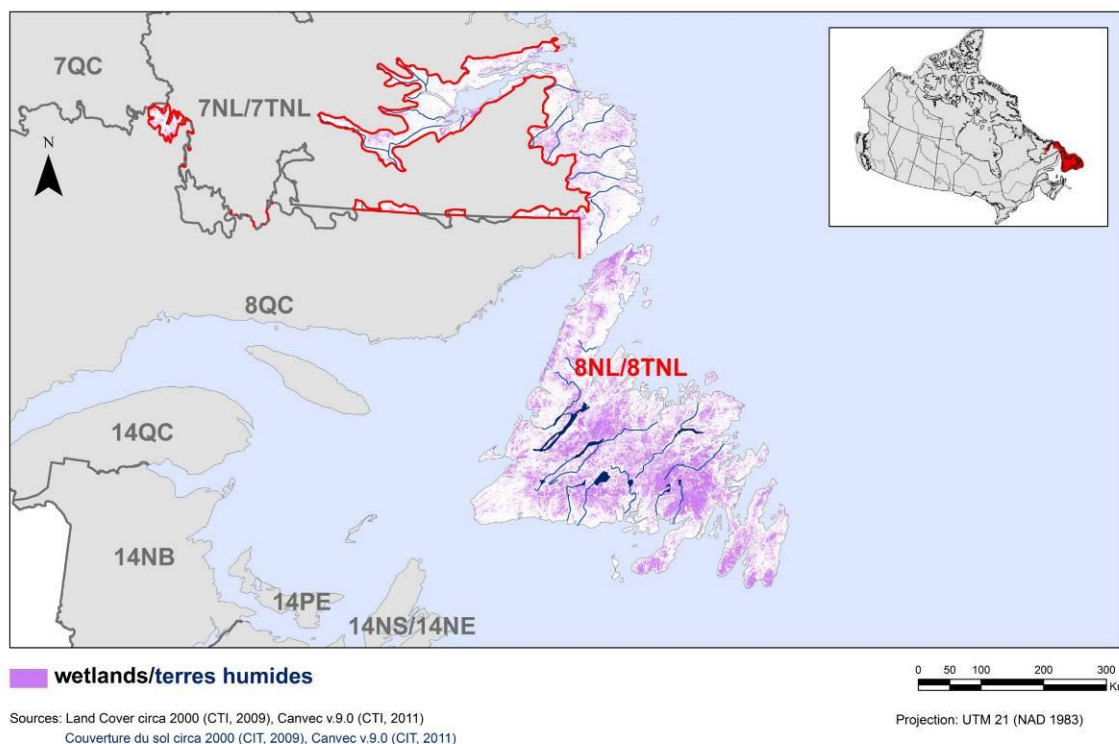 7QC
7NL/7TNL
N
8QC
8NL/8TNL
14QC
14NB
14PE
14NS/14NE
wetlands/terres humides
0 50 100 200 300
Km
Sources: Land Cover circa 2000 (CTI, 2009), Canvec v.9.0 (CTI, 2011)
Couverture du sol circa 2000 (CIT, 2009), Canvec v.9.0 (CIT, 2011)
Projection: UTM 21 (NAD 1983)